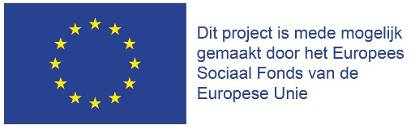 Dit project is mede mogelijk
gemaakt door het Europees
Sociaal Fonds van de
Europese Unie